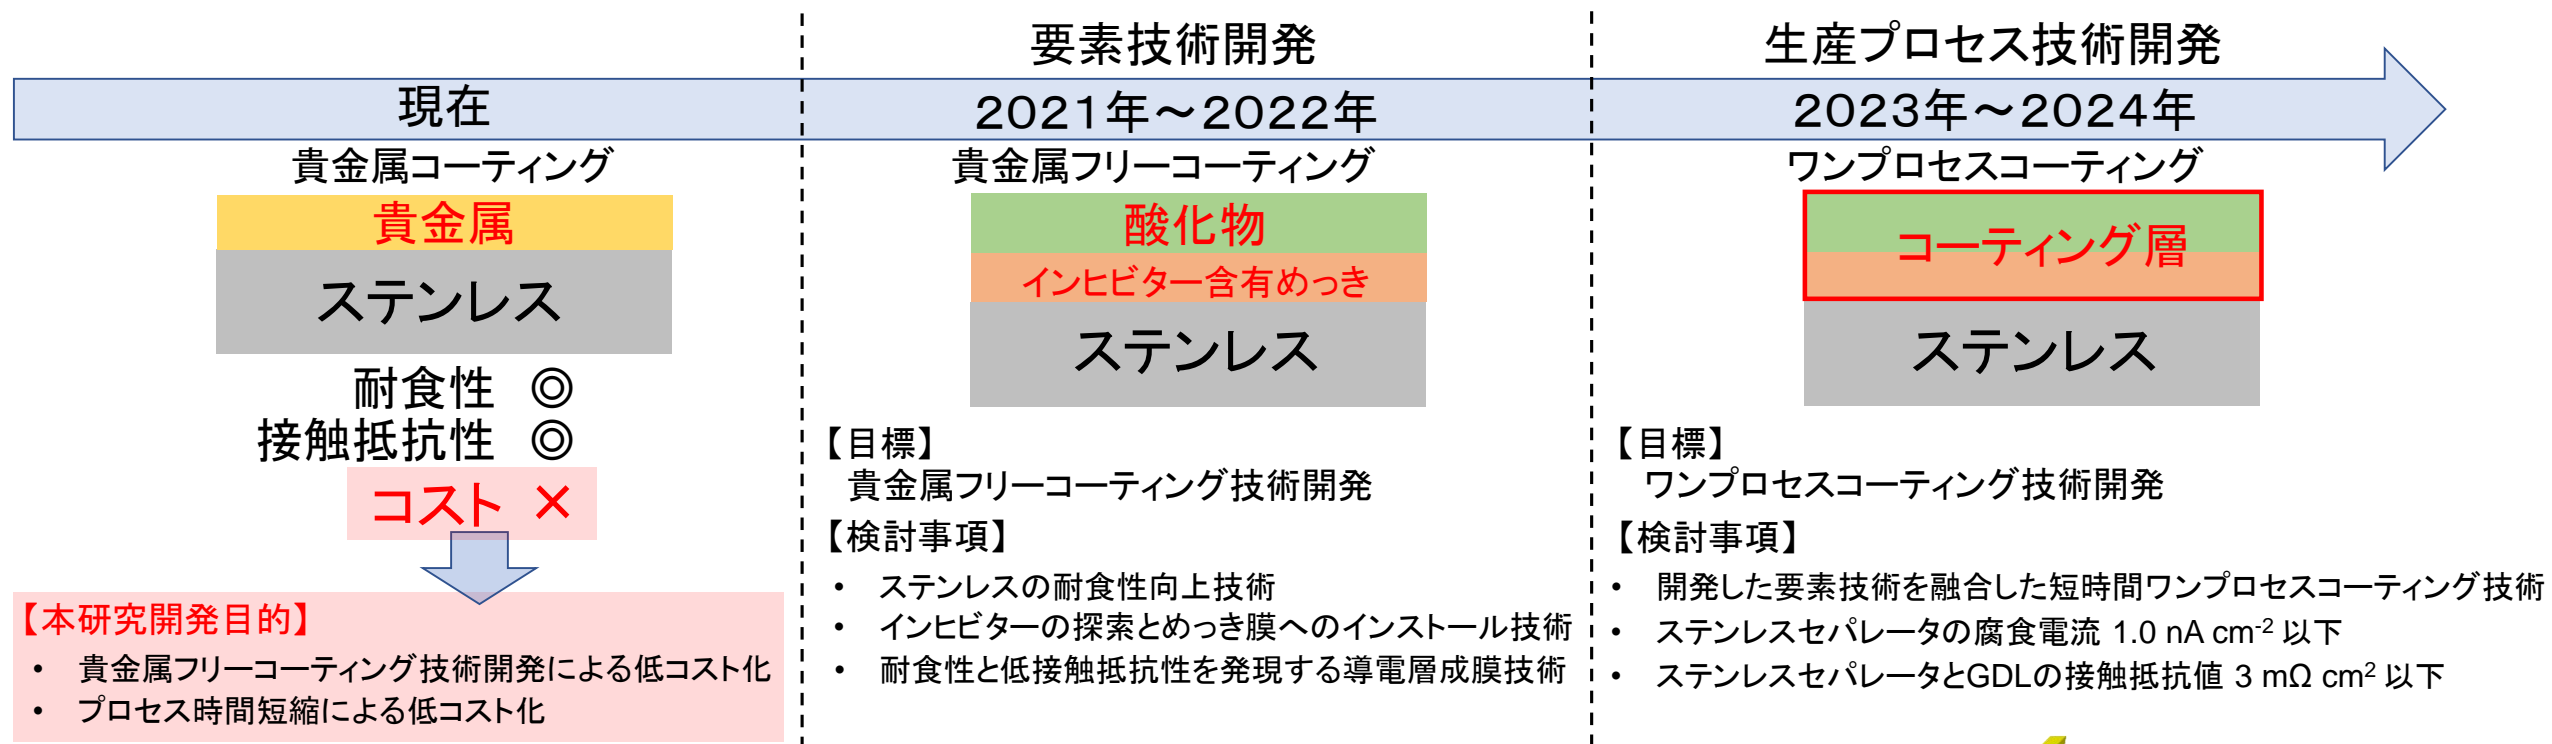 現在
貴金属コーティング
貴金属
ステンレス
耐食性 ◎
接触抵抗性 ◎
コスト ×
【本研究開発目的】
• 貴金属フリーコーティング技術開発による低コスト化
• プロセス時間短縮による低コスト化
要素技術開発
2021年～2022年
貴金属フリーコーティング
酸化物
インヒビター含有めっき
ステンレス
【目標】
貴金属フリーコーティング技術開発
【検討事項】
• ステンレスの耐食性向上技術
• インヒビターの探索とめっき膜へのインストール技術
• 耐食性と低接触抵抗性を発現する導電層成膜技術
生産プロセス技術開発
2023年～2024年
ワンプロセスコーティング
コーティング層
ステンレス
【目標】
ワンプロセスコーティング技術開発
【検討事項】
• 開発した要素技術を融合した短時間ワンプロセスコーティング技術
• ステンレスセパレータの腐食電流 1.0 nA cm⁻² 以下
• ステンレスセパレータとGDLの接触抵抗値 3 mΩ cm² 以下